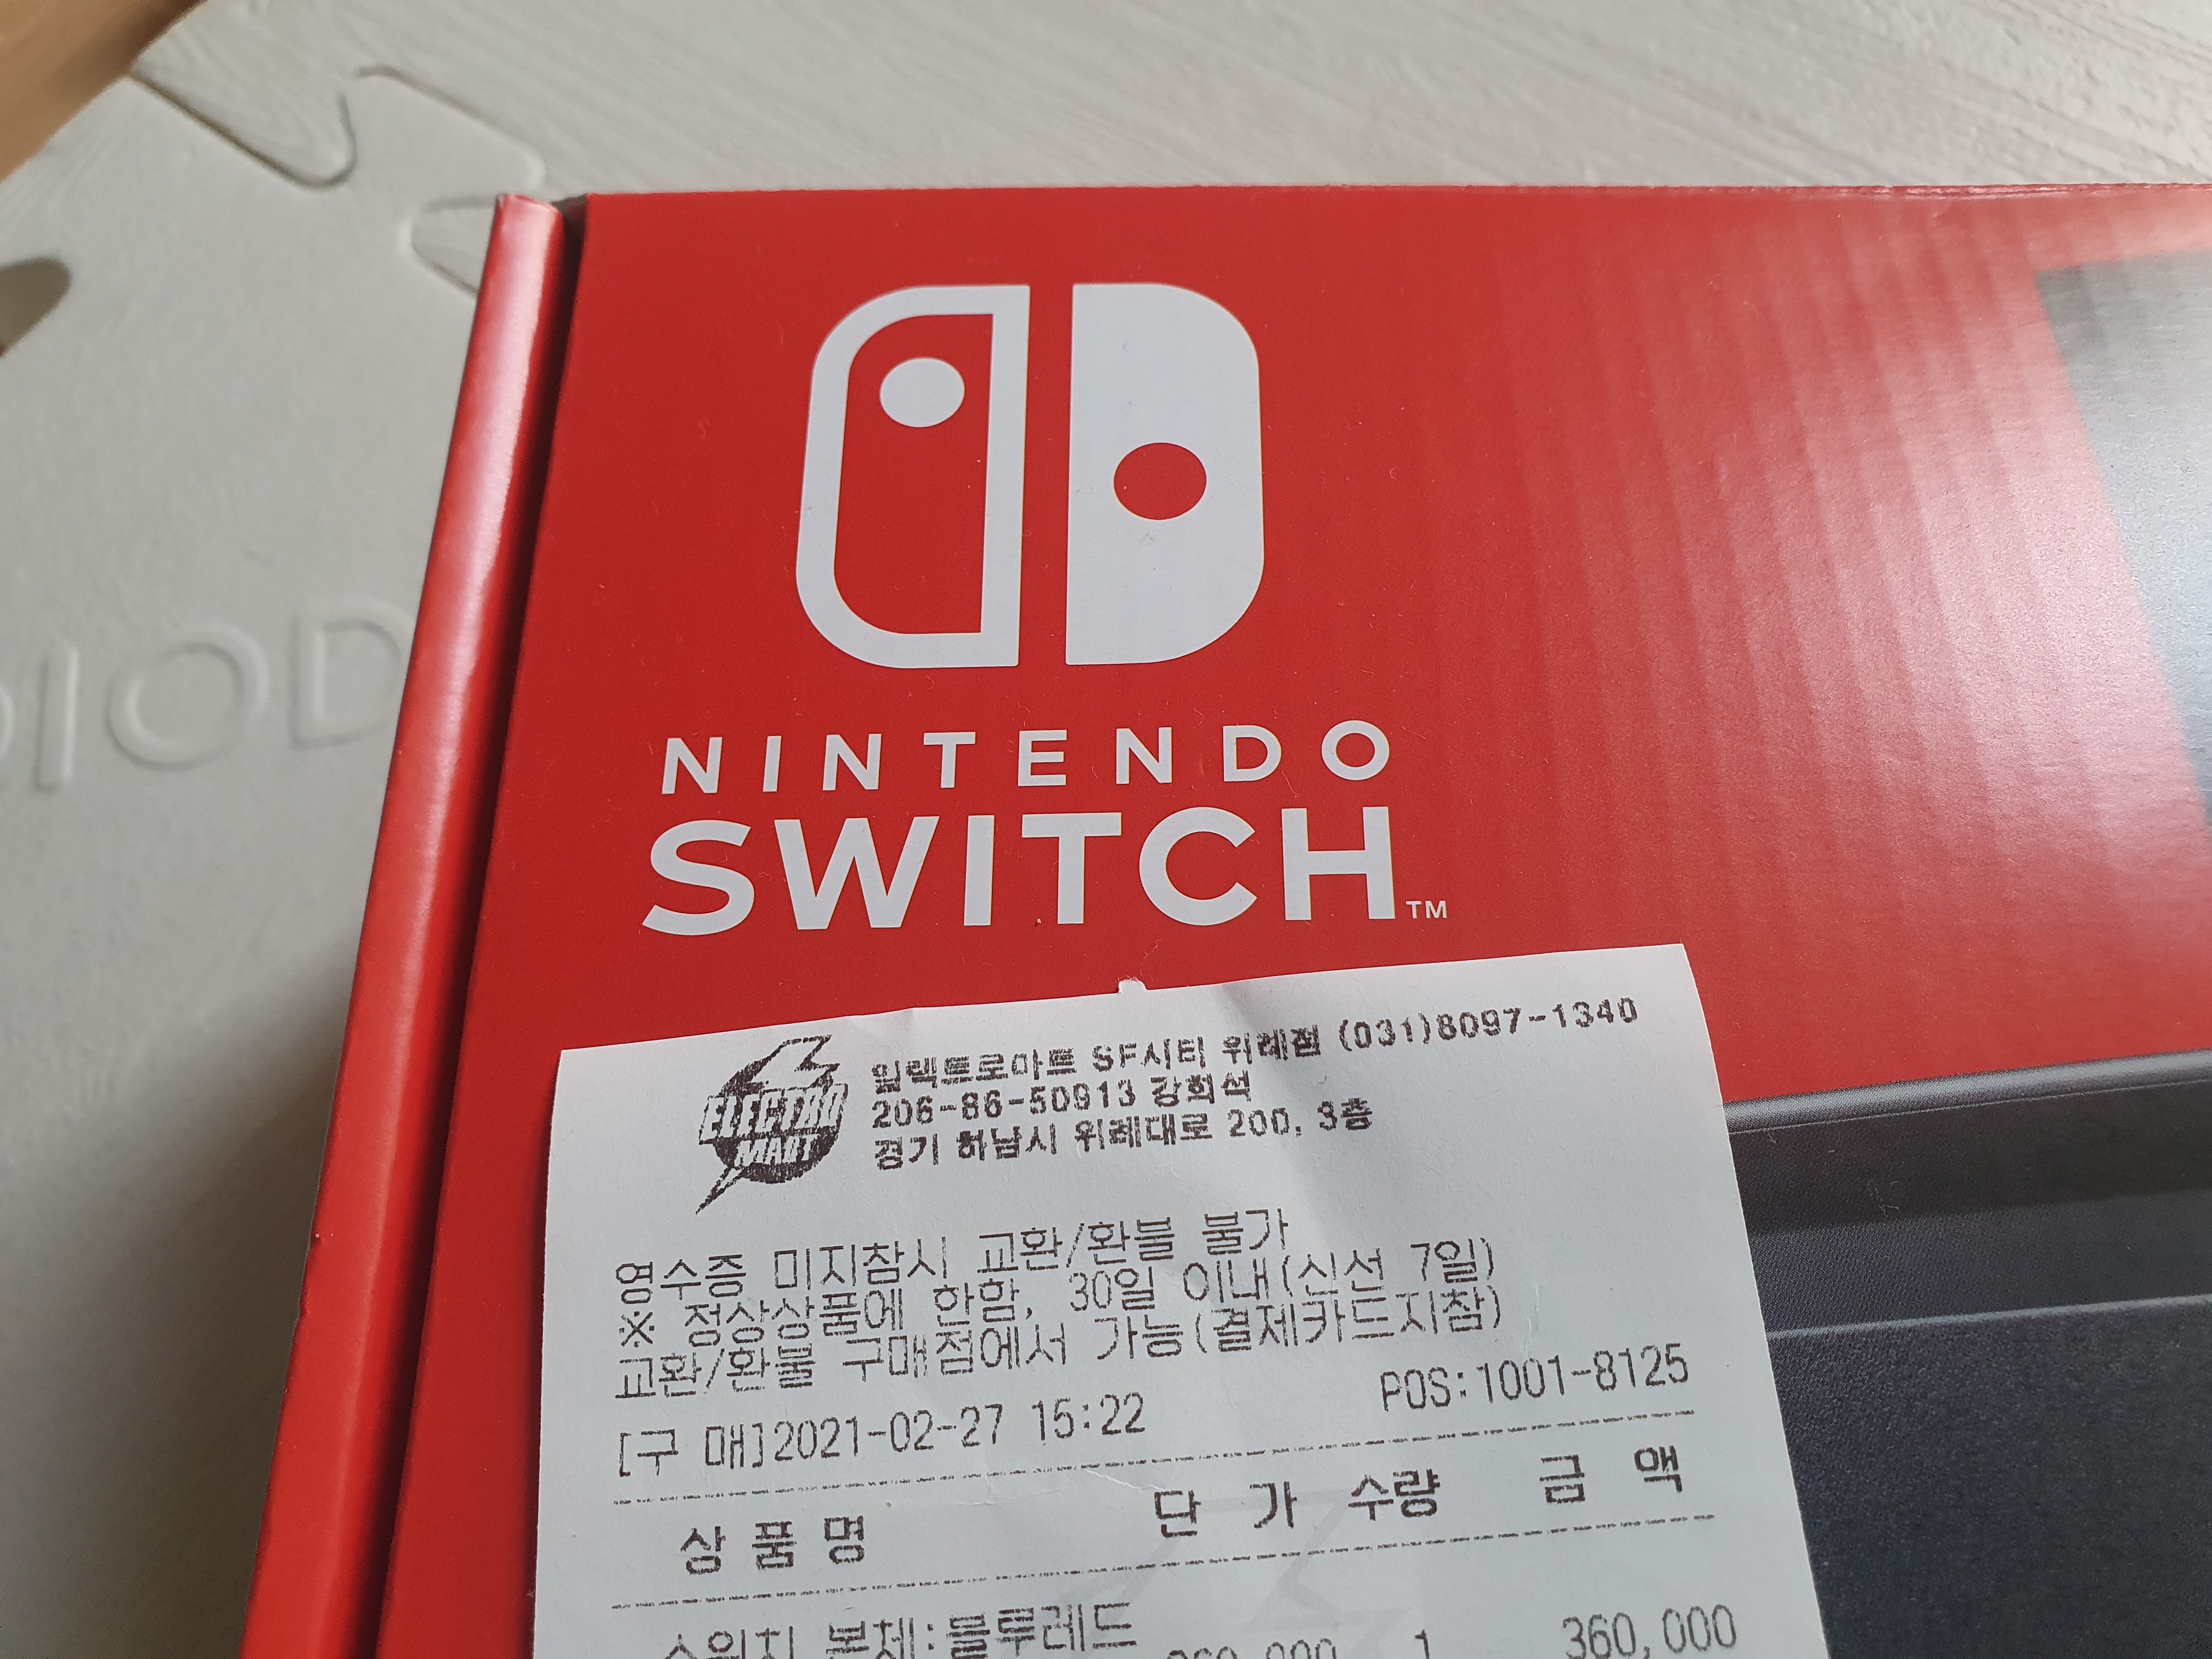 DIOD
NINTENDO
SWITCH™
ELECTRO
MART
일렉트로마트 SF시티 위례점 (031)8097-1340
206-86-50913 강희석
경기 하남시 위례대로 200, 3층
영수증 미지참시 교환/환불 불가
※ 정상상품에 한함, 30일 이내(신선 7일)
교환/환불 구매점에서 가능(결제카드지참)
[구 매]2021-02-27 15:22 POS:1001-8125
상 품 명 단 가 수량 금 액
스위치 본체:블루레드
360,000 1 360,000